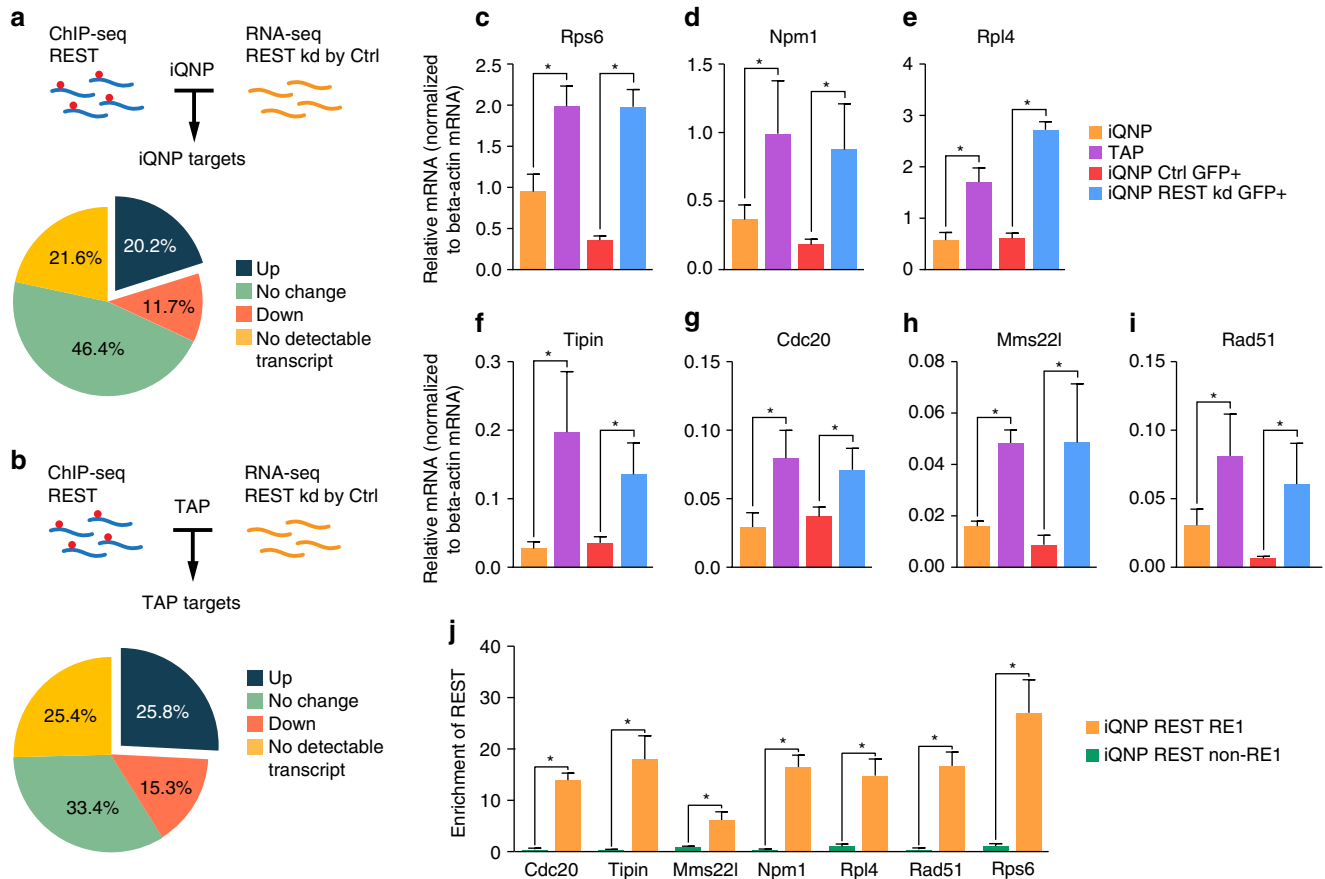 a
ChIP-seq
REST
iQNP
RNA-seq
REST kd by Ctrl
iQNP targets
20.2%
11.7%
46.4%
21.6%
Up
No change
Down
No detectable
transcript
b
ChIP-seq
REST
TAP
RNA-seq
REST kd by Ctrl
TAP targets
25.8%
15.3%
33.4%
25.4%
Up
No change
Down
No detectable
transcript
c
Rps6
Relative mRNA (normalized
to beta-actin mRNA)
2.5
2.0
1.5
1.0
0.5
0.0
*
*
d
Npm1
1.5
1.0
0.5
0.0
*
*
e
Rpl4
4
3
2
1
0
*
*
iQNP
TAP
iQNP Ctrl GFP+
iQNP REST kd GFP+
f
Tipin
Relative mRNA (normalized
to beta-actin mRNA)
0.3
0.2
0.1
0.0
*
*
g
Cdc20
0.15
0.10
0.05
0.00
*
*
h
Mms22l
0.08
0.06
0.04
0.02
0.00
*
*
i
Rad51
0.15
0.10
0.05
0.00
*
*
j
Enrichment of REST
40
30
20
10
0
*
*
*
*
*
*
*
Cdc20
Tipin
Mms22l
Npm1
Rpl4
Rad51
Rps6
iQNP REST RE1
iQNP REST non-RE1